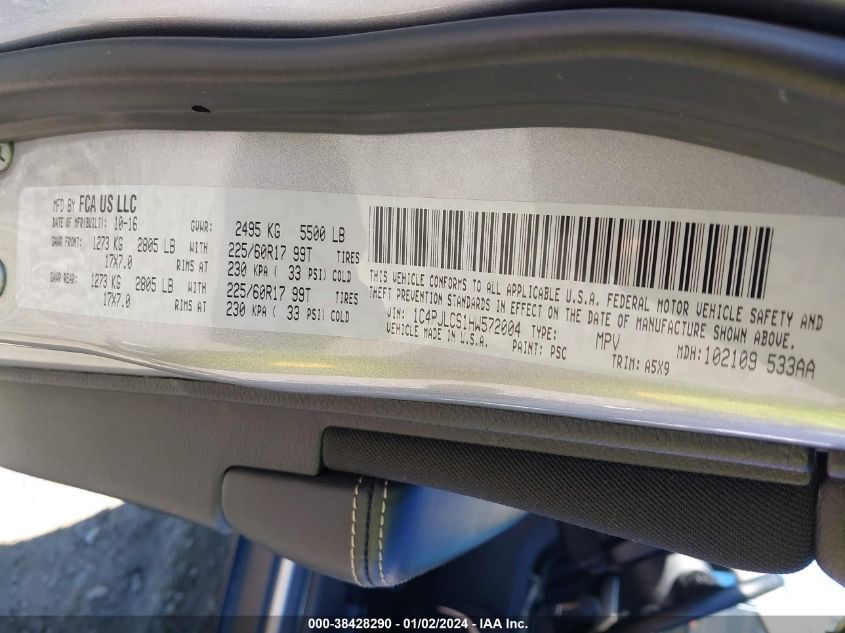 MFD BY FCA US LLC
DATE OF MFR(BUILT): 10-16 GVWR: 2495 KG 5500 LB
GAWR FRONT: 1273 KG 2805 LB WITH 225/60R17 99T TIRES
17X7.0 RIMS AT 230 KPA ( 33 PSI) COLD
GAWR REAR: 1273 KG 2805 LB WITH 225/60R17 99T TIRES
17X7.0 RIMS AT 230 KPA ( 33 PSI) COLD
THIS VEHICLE CONFORMS TO ALL APPLICABLE U.S.A. FEDERAL MOTOR VEHICLE SAFETY AND
THEFT PREVENTION STANDARDS IN EFFECT ON THE DATE OF MANUFACTURE SHOWN ABOVE.
VIN: 1C4PJLCS1HW572004 TYPE: MPV MDH:102109 533AA
VEHICLE MADE IN U.S.A. PAINT: PSC TRIM: A5X9
000-38428290 - 01/02/2024 - IAA Inc.